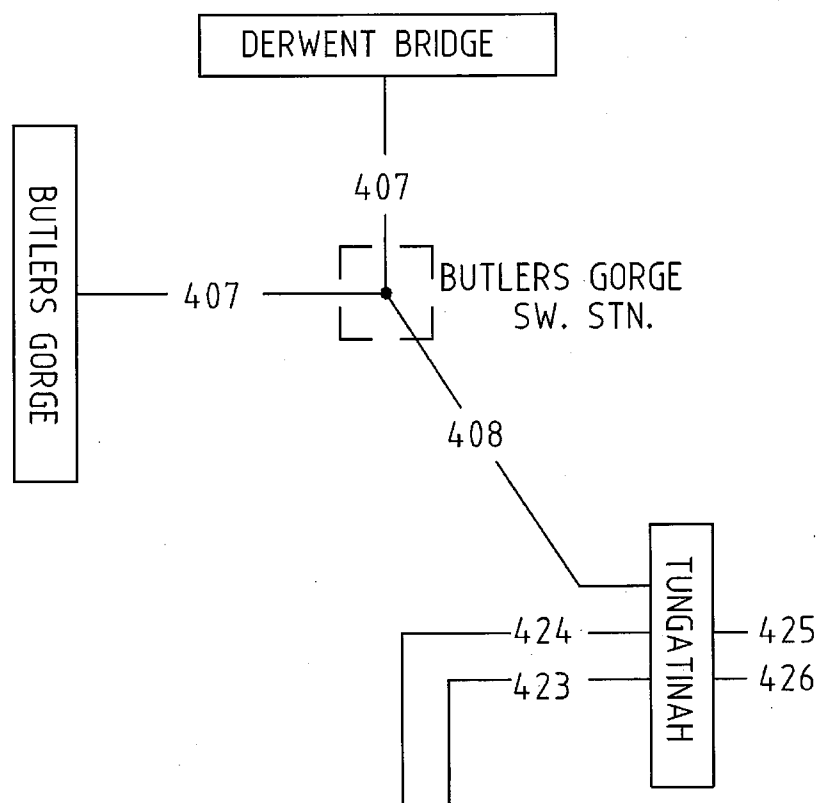 DERWENT BRIDGE
407
BUTLERS GORGE
407
BUTLERS GORGE
SW. STN.
408
TUNGATINAH
424
425
423
426